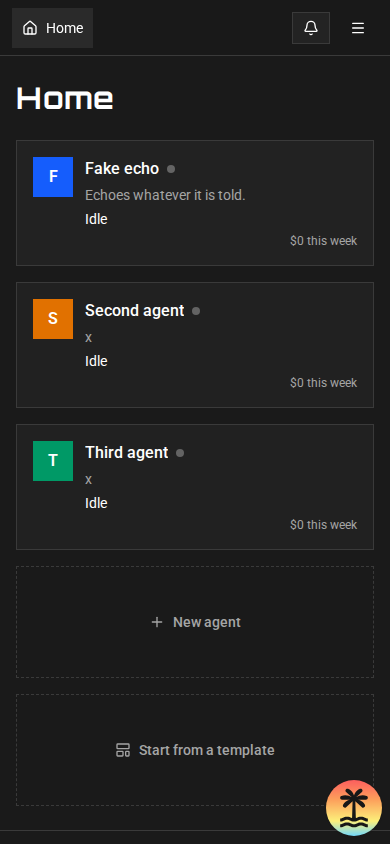 Home
Home
F
Fake echo
Echoes whatever it is told.
Idle
$0 this week
S
Second agent
x
Idle
$0 this week
T
Third agent
x
Idle
$0 this week
New agent
Start from a template